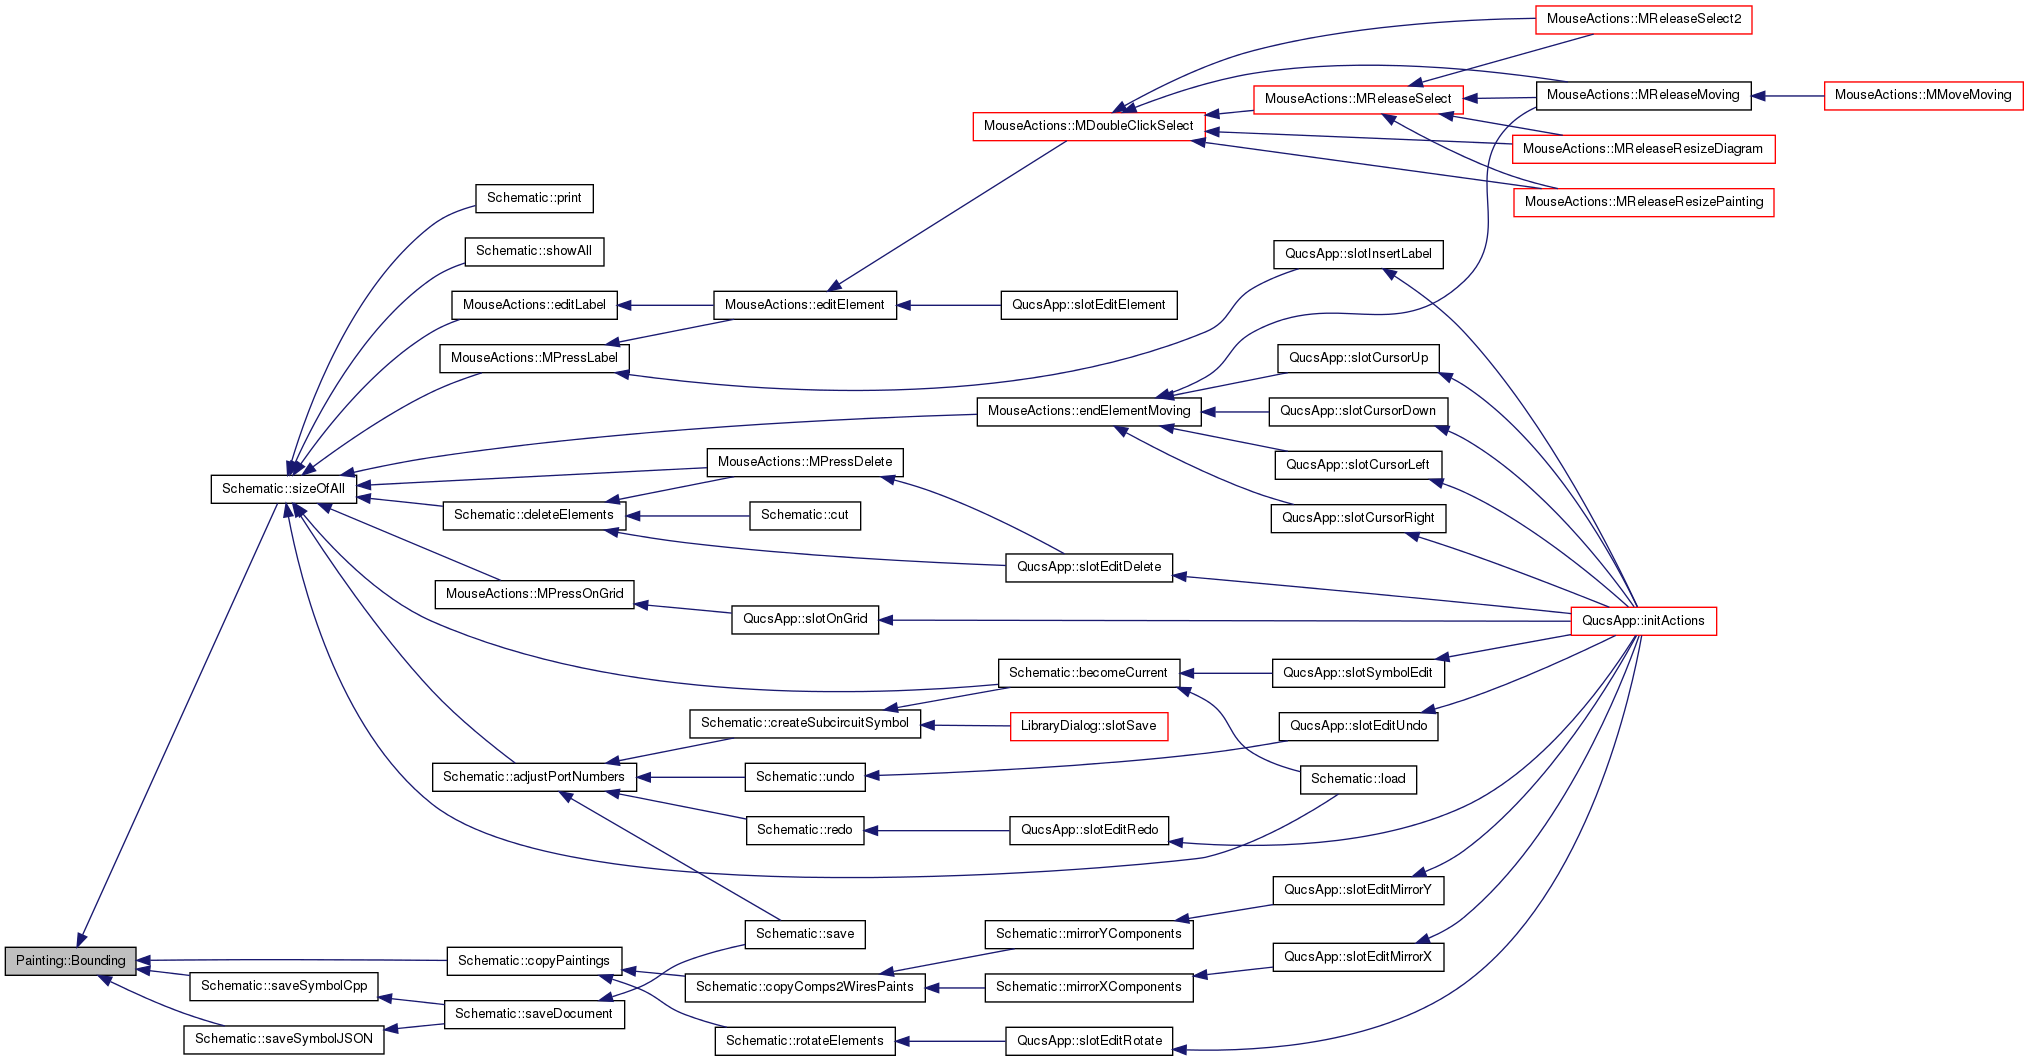 MouseActions::MReleaseSelect2
MouseActions::MReleaseSelect
MouseActions::MReleaseMoving
MouseActions::MMoveMoving
MouseActions::MDoubleClickSelect
MouseActions::MReleaseResizeDiagram
Schematic::print
MouseActions::MReleaseResizePainting
Schematic::showAll
QucsApp::slotInsertLabel
MouseActions::editLabel
MouseActions::editElement
QucsApp::slotEditElement
MouseActions::MPressLabel
QucsApp::slotCursorUp
MouseActions::endElementMoving
QucsApp::slotCursorDown
MouseActions::MPressDelete
QucsApp::slotCursorLeft
Schematic::sizeOfAll
Schematic::deleteElements
Schematic::cut
QucsApp::slotCursorRight
QucsApp::slotEditDelete
MouseActions::MPressOnGrid
QucsApp::slotOnGrid
QucsApp::initActions
Schematic::becomeCurrent
QucsApp::slotSymbolEdit
Schematic::createSubcircuitSymbol
LibraryDialog::slotSave
QucsApp::slotEditUndo
Schematic::adjustPortNumbers
Schematic::undo
Schematic::load
Schematic::redo
QucsApp::slotEditRedo
QucsApp::slotEditMirrorY
Schematic::save
Schematic::mirrorYComponents
Painting::Bounding
Schematic::copyPaintings
QucsApp::slotEditMirrorX
Schematic::saveSymbolCpp
Schematic::copyComps2WiresPaints
Schematic::mirrorXComponents
Schematic::saveDocument
Schematic::saveSymbolJSON
Schematic::rotateElements
QucsApp::slotEditRotate